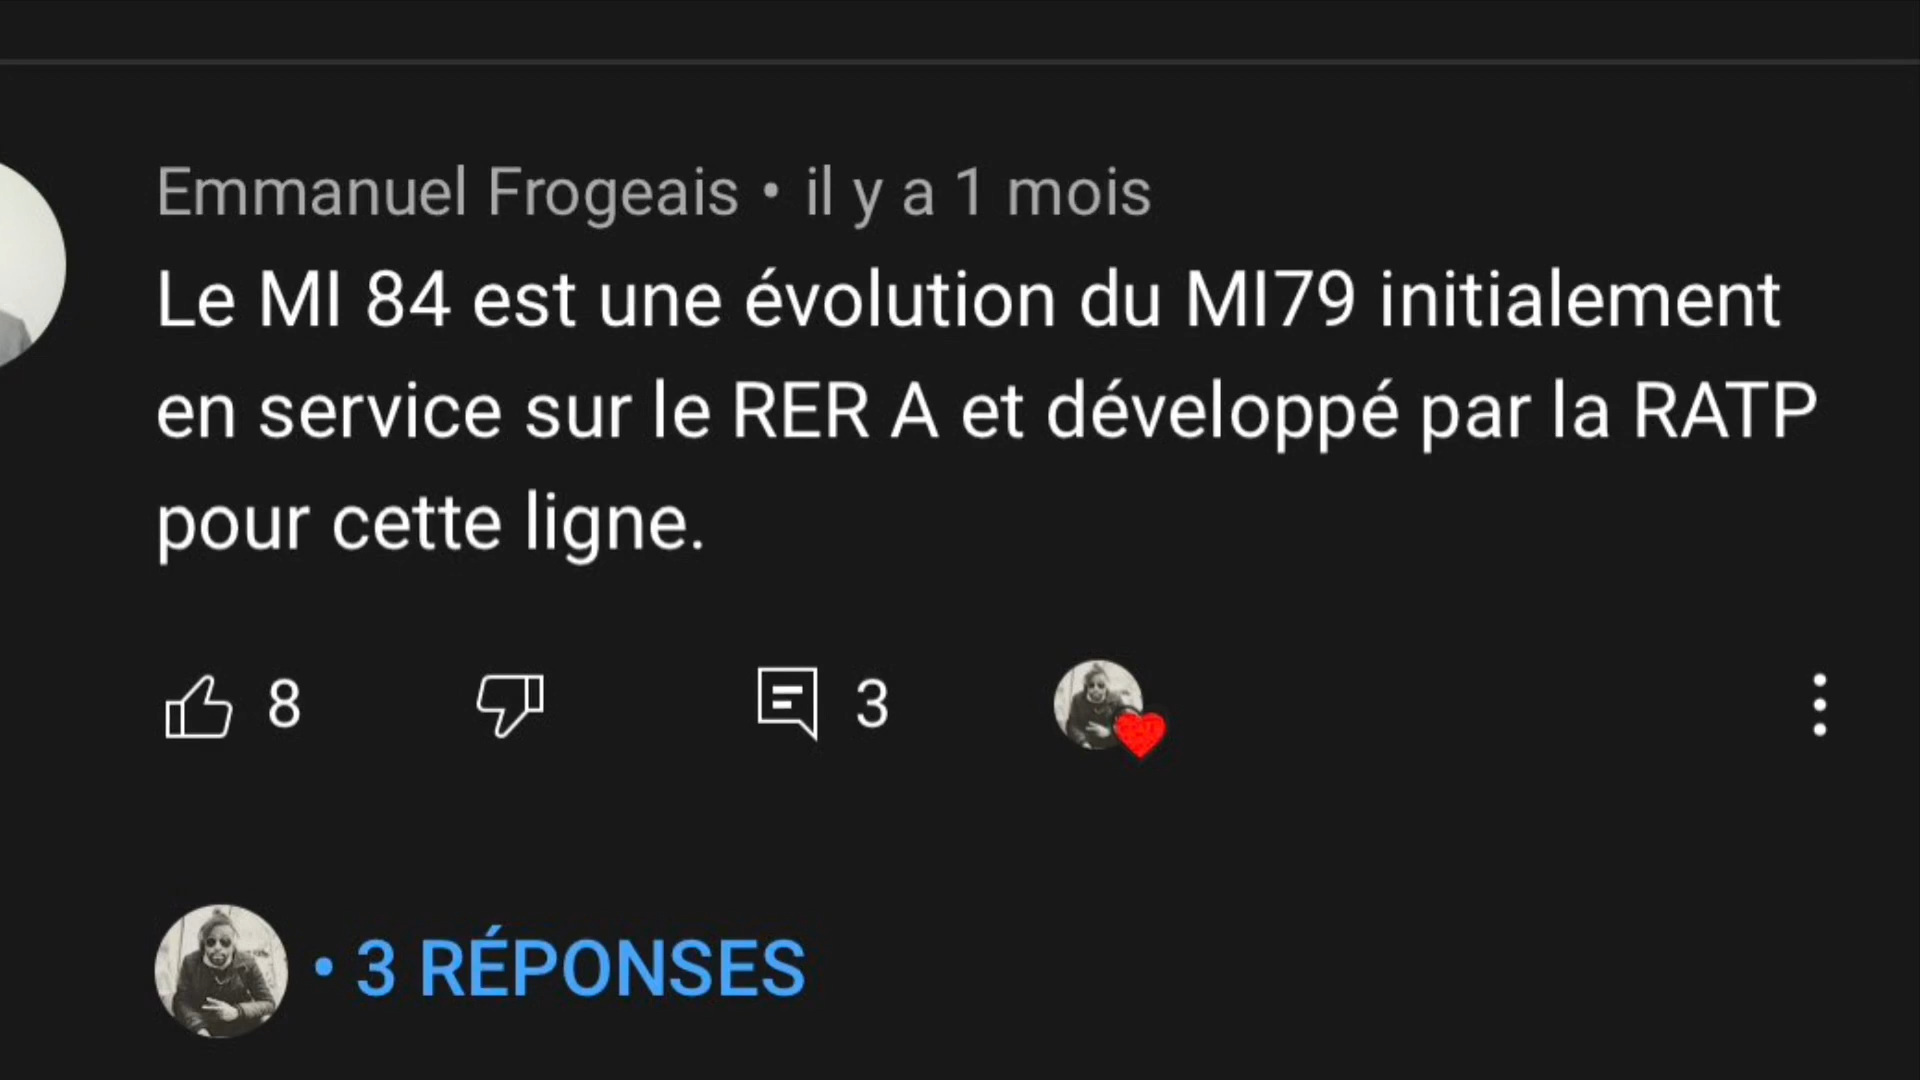 Emmanuel Frogeais • il y a 1 mois
Le MI 84 est une évolution du MI79 initialement
en service sur le RER A et développé par la RATP
pour cette ligne.
8 3
• 3 RÉPONSES